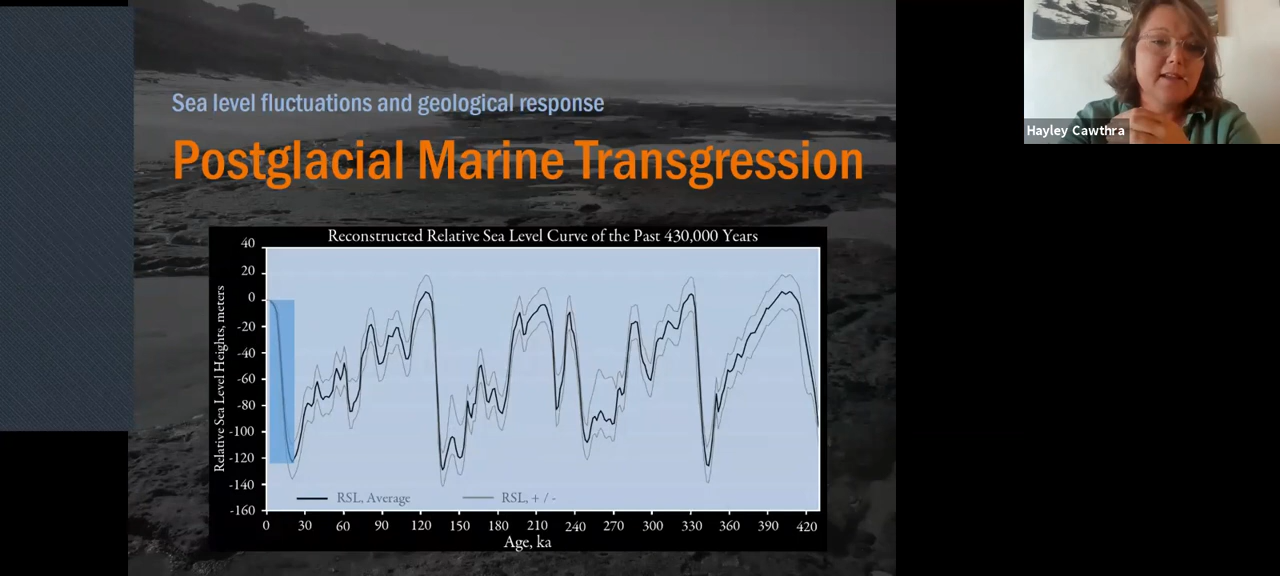 Sea level fluctuations and geological response
Postglacial Marine Transgression
Hayley Cawthra
Reconstructed Relative Sea Level Curve of the Past 430,000 Years
Relative Sea Level Heights, meters
40
20
0
-20
-40
-60
-80
-100
-120
-140
-160
RSL, Average
RSL, + / -
0 30 60 90 120 150 180 210 240 270 300 330 360 390 420
Age, ka